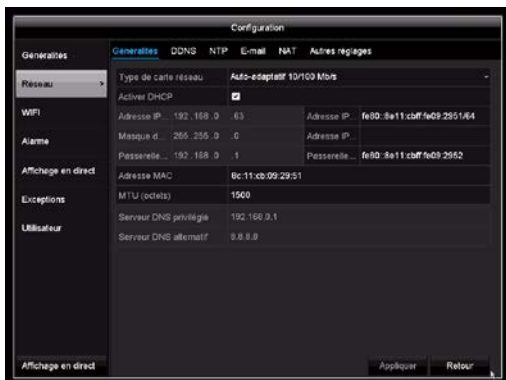 Configuration
Généralités
Généralités DDNS NTP E-mail NAT Autres réglages
Type de carte réseau Auto-adaptatif 10/100 Mb/s
Réseau >
Activer DHCP
WIFI
Adresse IP... 192.168.0 .63 Adresse IP... fe80::8e11:cbff:fe09:2951/64
Masque d... 255.255.0 .0 Adresse IP...
Alarme
Passerelle... 192.168.0 .1 Passerelle... fe80::8e11:cbff:fe09:2952
Affichage en direct
Adresse MAC 8c:11:cb:09:29:51
MTU (octets) 1500
Exceptions
Serveur DNS privilégié 192.168.0.1
Utilisateur
Serveur DNS alternatif 8.8.8.8
Affichage en direct
Appliquer Retour